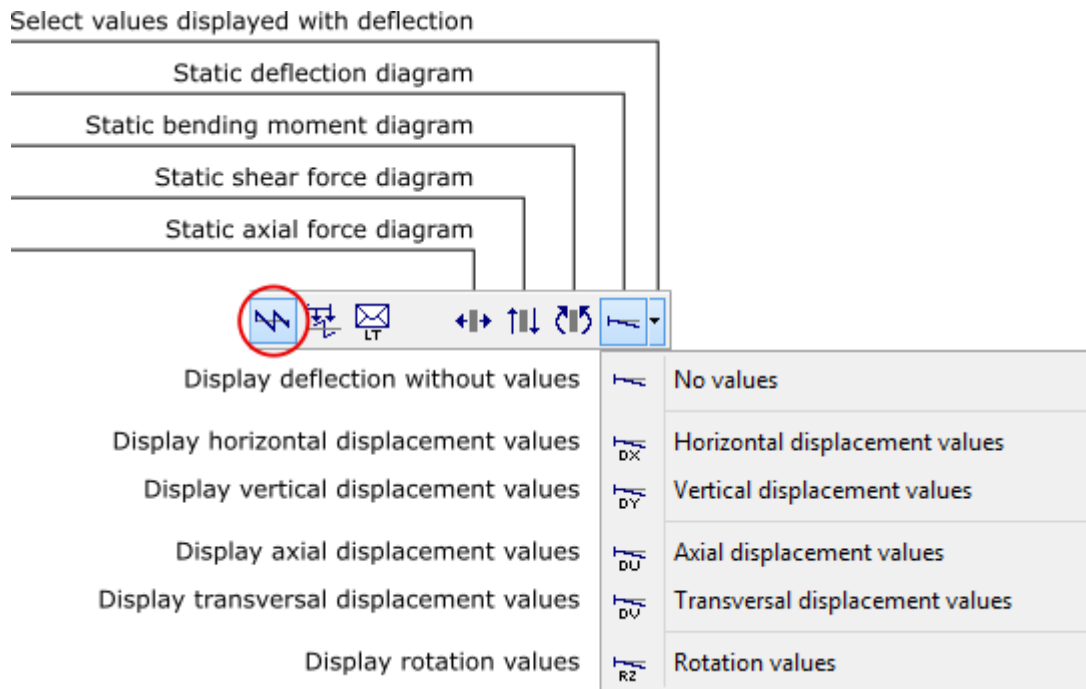 Select values displayed with deflection
Static deflection diagram
Static bending moment diagram
Static shear force diagram
Static axial force diagram
LT
Display deflection without values
No values
Display horizontal displacement values
DX
Horizontal displacement values
Display vertical displacement values
DY
Vertical displacement values
Display axial displacement values
DU
Axial displacement values
Display transversal displacement values
DV
Transversal displacement values
Display rotation values
RZ
Rotation values